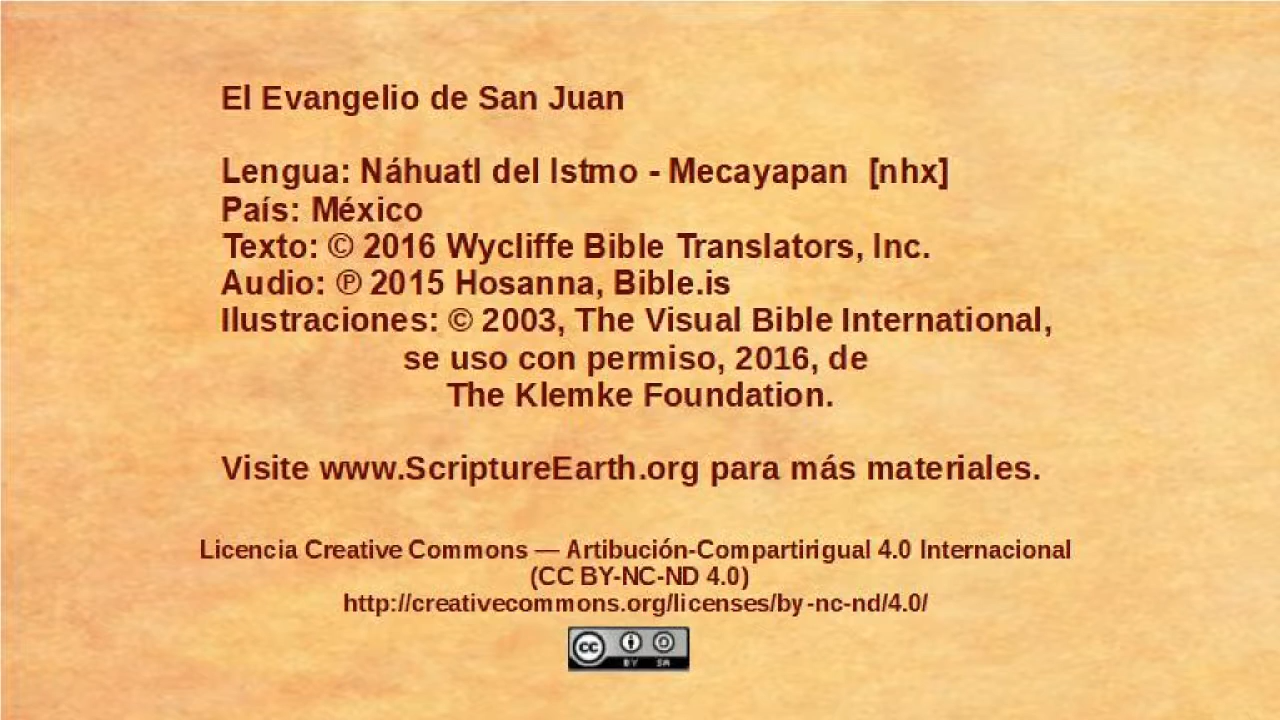 El Evangelio de San Juan
Lengua: Náhuatl del Istmo - Mecayapan [nhx]
País: México
Texto: © 2016 Wycliffe Bible Translators, Inc.
Audio: ℗ 2015 Hosanna, Bible.is
Ilustraciones: © 2003, The Visual Bible International,
se uso con permiso, 2016, de
The Klemke Foundation.
Visite www.ScriptureEarth.org para más materiales.
Licencia Creative Commons — Artibución-CompartirIgual 4.0 Internacional
(CC BY-NC-ND 4.0)
http://creativecommons.org/licenses/by-nc-nd/4.0/
cc BY SA